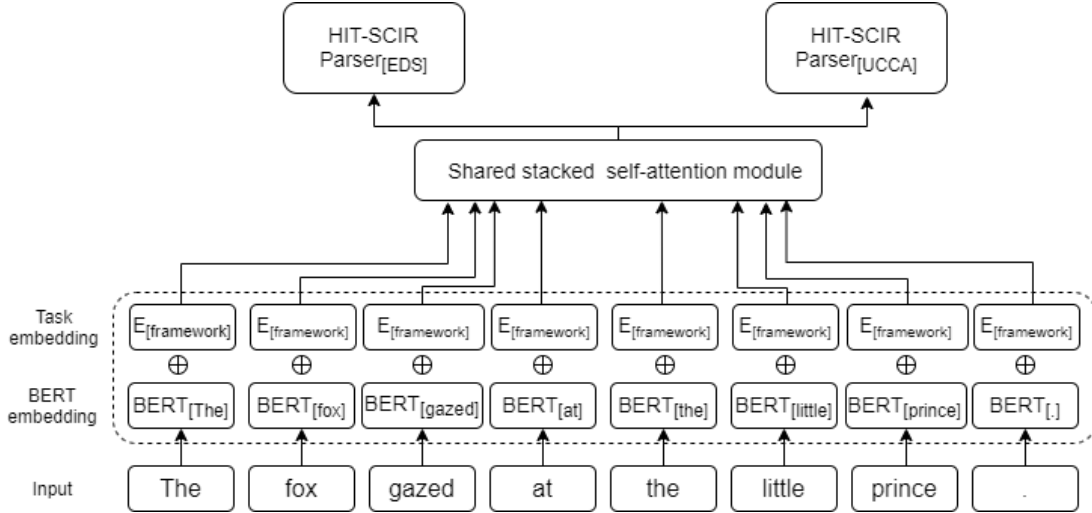 HIT-SCIR
Parser[EDS]
HIT-SCIR
Parser[UCCA]
Shared stacked self-attention module
Task
embedding
E[framework] E[framework] E[framework] E[framework] E[framework] E[framework] E[framework] E[framework]
⊕ ⊕ ⊕ ⊕ ⊕ ⊕ ⊕ ⊕
BERT
embedding
BERT[The] BERT[fox] BERT[gazed] BERT[at] BERT[the] BERT[little] BERT[prince] BERT[.]
Input The fox gazed at the little prince .